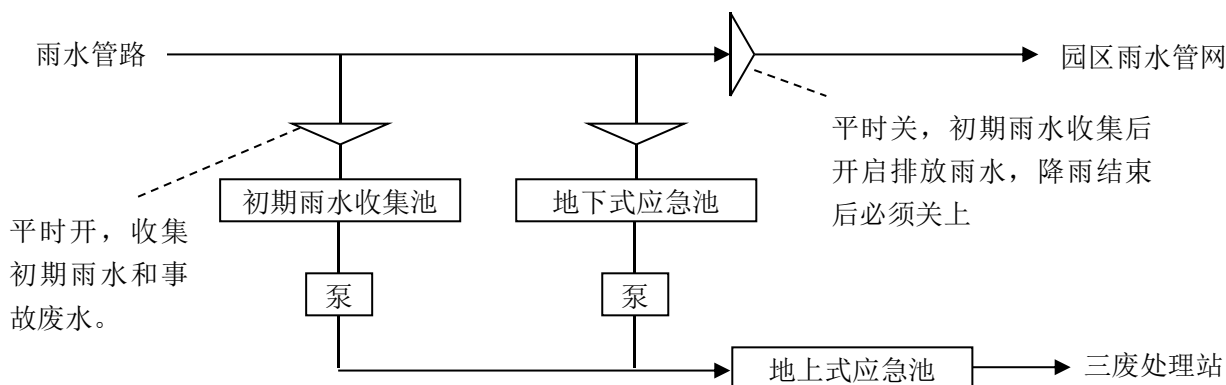 雨水管路
园区雨水管网
平时关，初期雨水收集后
开启排放雨水，降雨结束
后必须关上
初期雨水收集池
地下式应急池
平时开，收集
初期雨水和事
故废水。
泵
泵
地上式应急池
三废处理站